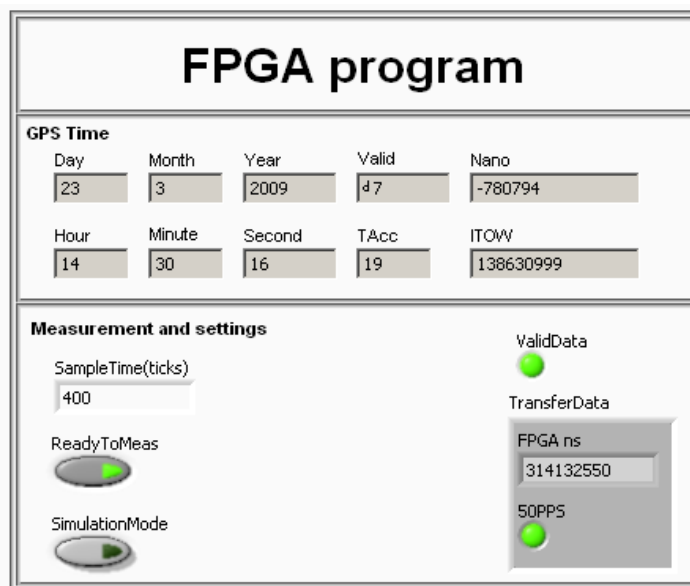 FPGA program
GPS Time
Day Month Year Valid Nano
23 3 2009 d 7 -780794
Hour Minute Second TAcc ITOW
14 30 16 19 138630999
Measurement and settings
ValidData
SampleTime(ticks)
400
TransferData
ReadyToMeas
FPGA ns
314132550
SimulationMode
50PPS